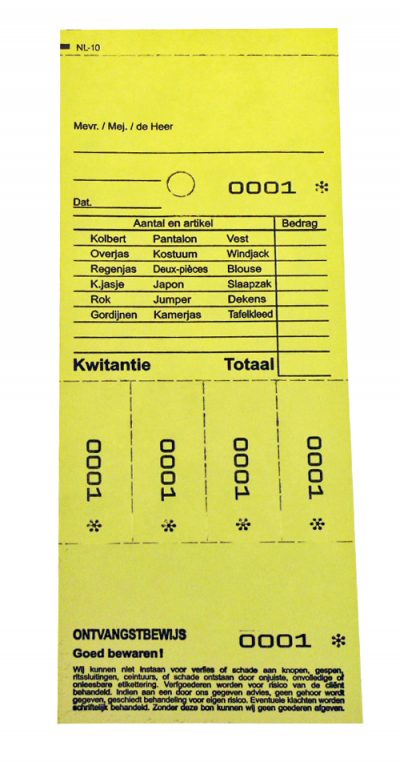 NL-10
Mevr. / Mej. / de Heer
0001 *
Dat.
Aantal en artikel Bedrag
Kolbert Pantalon Vest
Overjas Kostuum Windjack
Regenjas Deux-pièces Blouse
K.jasje Japon Slaapzak
Rok Jumper Dekens
Gordijnen Kamerjas Tafelkleed
Kwitantie Totaal
0001 * 0001 * 0001 * 0001 *
ONTVANGSTBEWIJS 0001 *
Goed bewaren!
Wij kunnen niet instaan voor verlies of schade aan knopen, gespen,
ritssluitingen, ceintuurs, of schade ontstaan door onjuiste, onvolledige of
onleesbare etikettering. Verfgoederen worden voor risico van de cliënt
behandeld. Indien aan een door ons gegeven advies, geen gehoor wordt
gegeven, geschiedt behandeling voor eigen risico. Eventuele klachten worden
schriftelijk behandeld. Zonder deze bon kunnen wij geen goederen afgeven.